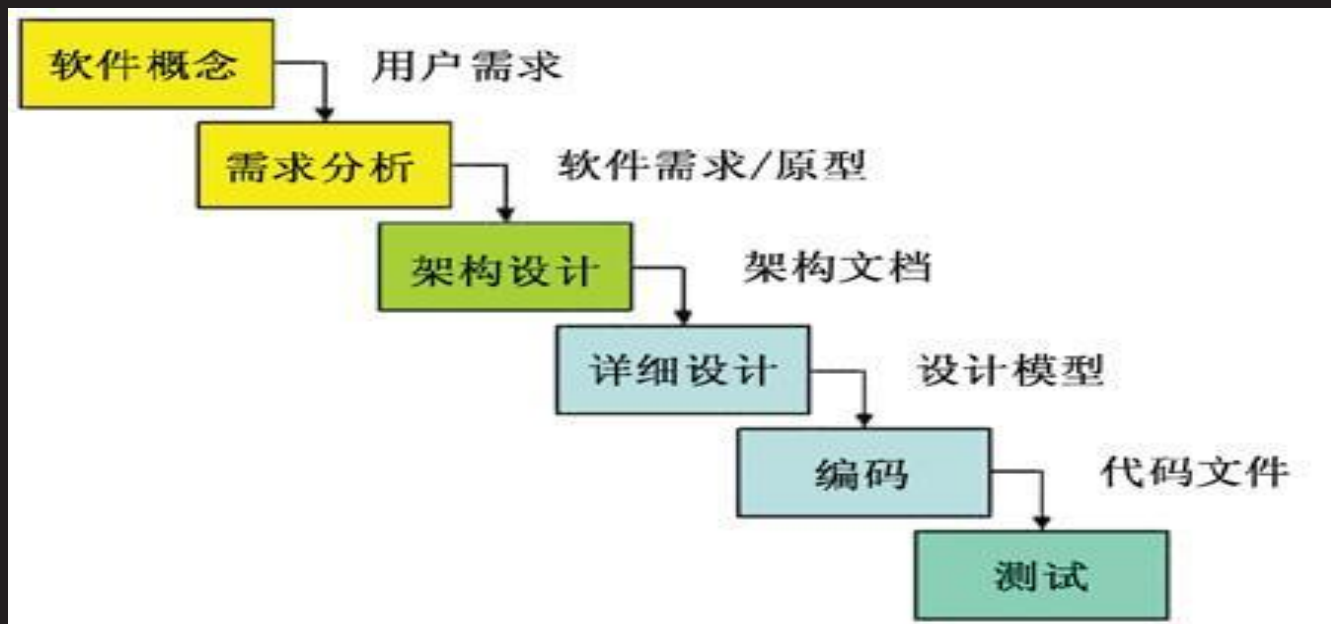 软件概念
用户需求
需求分析
软件需求/原型
架构设计
架构文档
详细设计
设计模型
编码
代码文件
测试